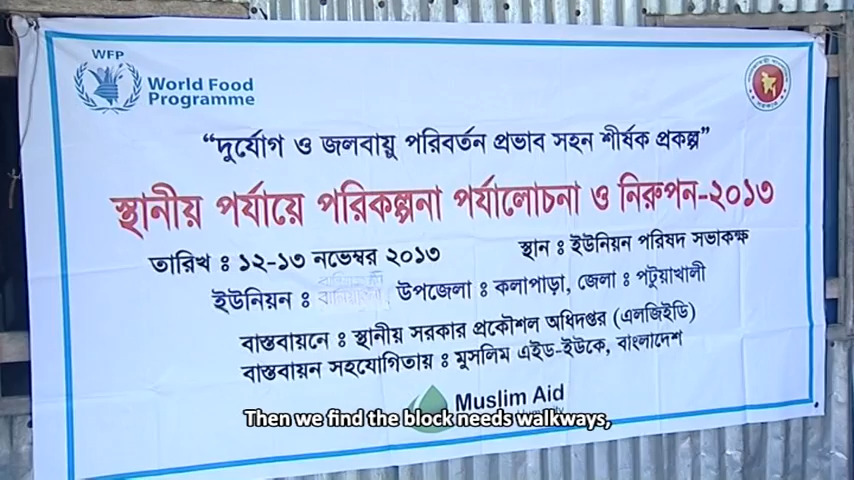 WFP
World Food
Programme
“দুর্যোগ ও জলবায়ু পরিবর্তন প্রভাব সহন শীর্ষক প্রকল্প”
স্থানীয় পর্যায়ে পরিকল্পনা পর্যালোচনা ও নিরুপন-২০১৩
তারিখ ঃ ১২-১৩ নভেম্বর ২০১৩ স্থান ঃ ইউনিয়ন পরিষদ সভাকক্ষ
ইউনিয়ন ঃ উপজেলা ঃ কলাপাড়া, জেলা ঃ পটুয়াখালী
বাস্তবায়নে ঃ স্থানীয় সরকার প্রকৌশল অধিদপ্তর (এলজিইডি)
বাস্তবায়ন সহযোগিতায় ঃ মুসলিম এইড-ইউকে, বাংলাদেশ
Muslim Aid
Then we find the block needs walkways,